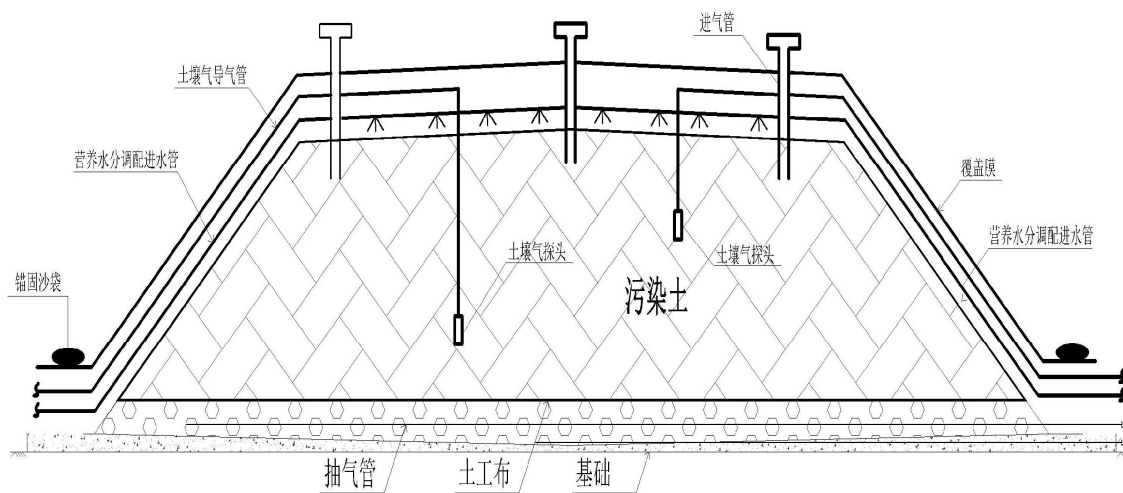 进气管
土壤气导气管
营养水分调配进水管
覆盖膜
营养水分调配进水管
土壤气探头
土壤气探头
锚固沙袋
污染土
抽气管
土工布
基础